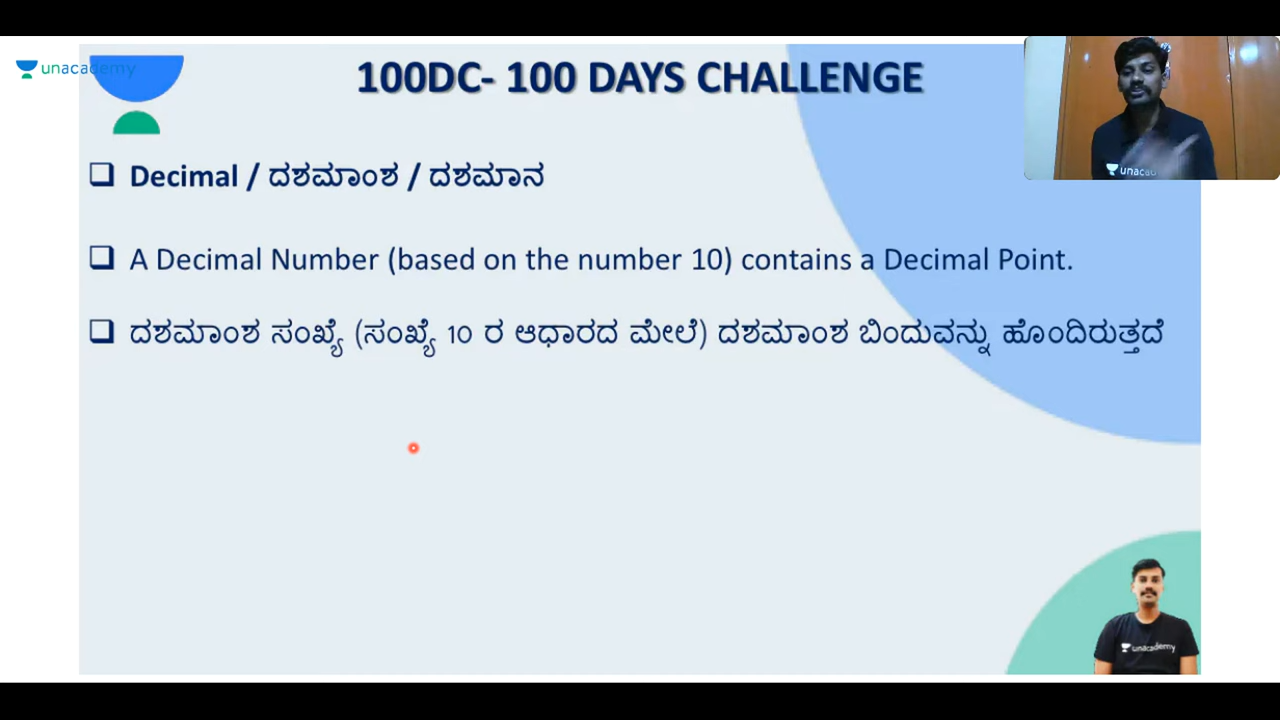 unacademy
100DC- 100 DAYS CHALLENGE
Decimal / ದಶಮಾಂಶ / ದಶಮಾನ
A Decimal Number (based on the number 10) contains a Decimal Point.
ದಶಮಾಂಶ ಸಂಖ್ಯೆ (ಸಂಖ್ಯೆ 10 ರ ಆಧಾರದ ಮೇಲೆ) ದಶಮಾಂಶ ಬಿಂದುವನ್ನು ಹೊಂದಿರುತ್ತದೆ
unacademy